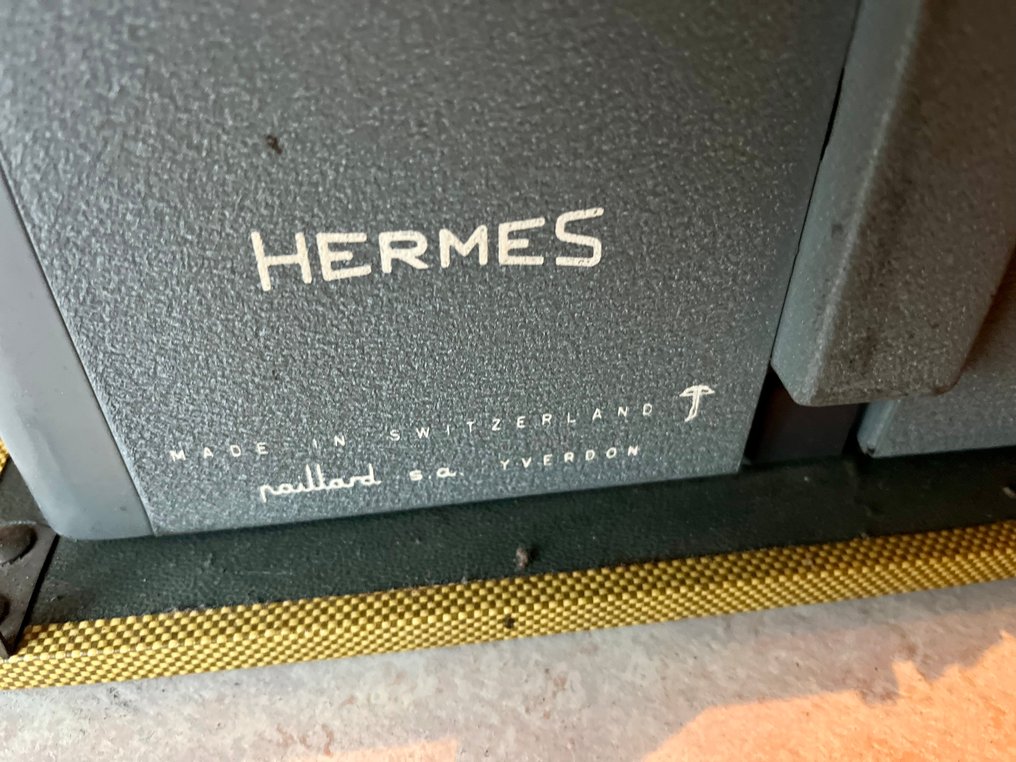 HERMES
MADE IN SWITZERLAND
paillard s.a. YVERDON